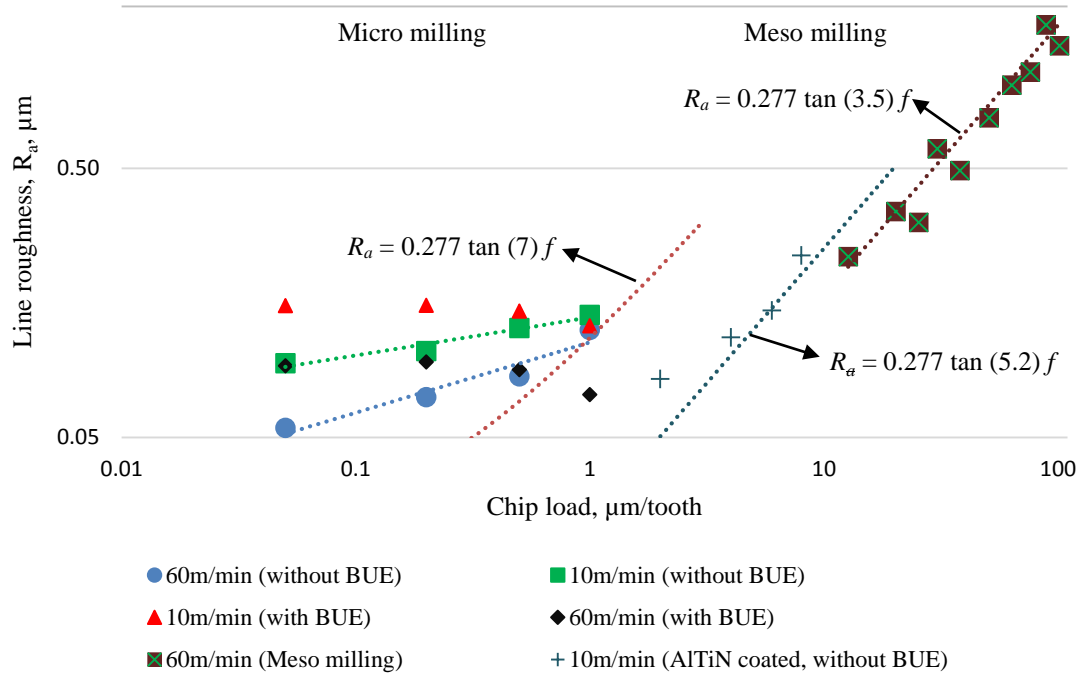 Micro milling Meso milling
Rₐ = 0.277 tan (3.5) f
0.50
Rₐ = 0.277 tan (7) f
Rₐ = 0.277 tan (5.2) f
0.05
0.01 0.1 1 10 100
Line roughness, Rₐ, µm
Chip load, µm/tooth
60m/min (without BUE) 10m/min (without BUE)
10m/min (with BUE) 60m/min (with BUE)
60m/min (Meso milling) 10m/min (AlTiN coated, without BUE)